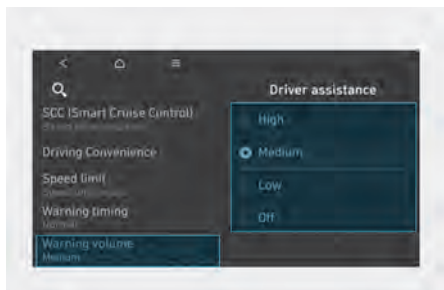 Driver assistance
SCC (Smart Cruise Control)
Driving Convenience
Speed limit
Warning timing
Normal
Warning volume
Medium
High
Medium
Low
Off